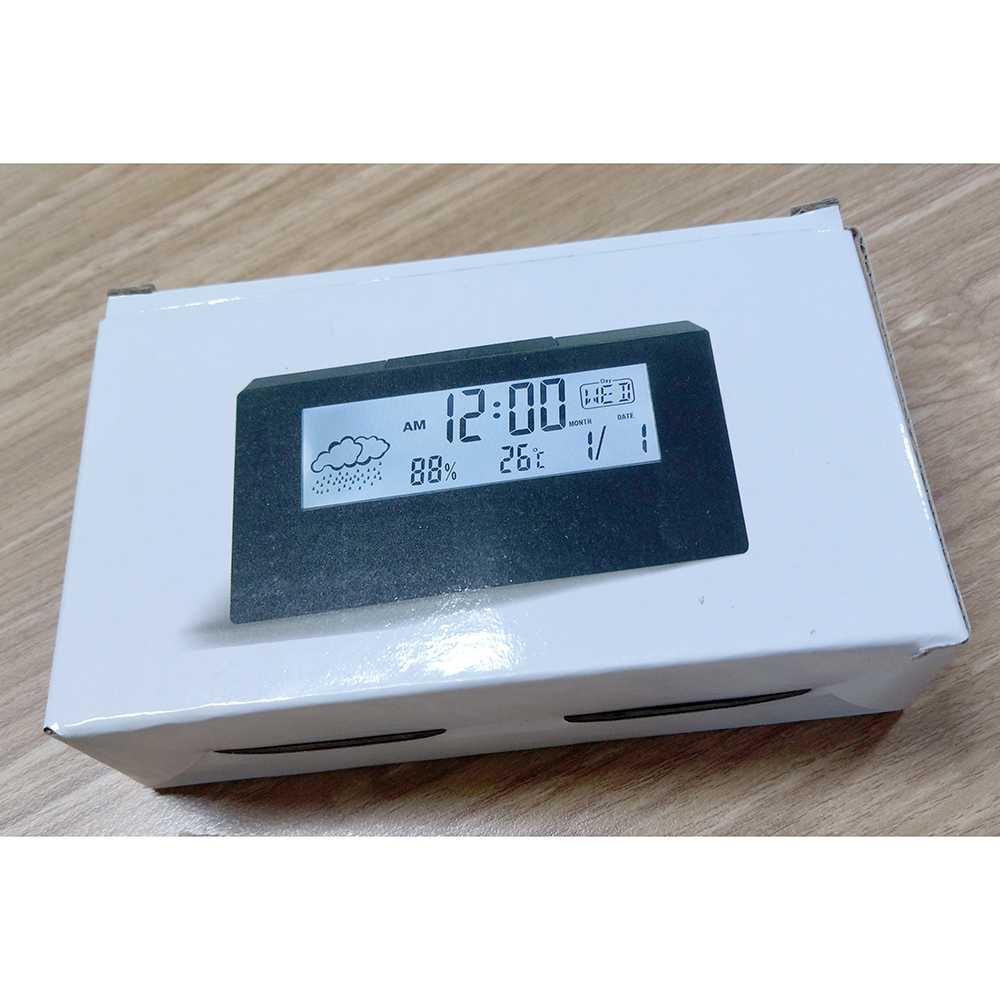 Day
AM 12:00 WED
MONTH DATE
88% 26°C 1/ 1